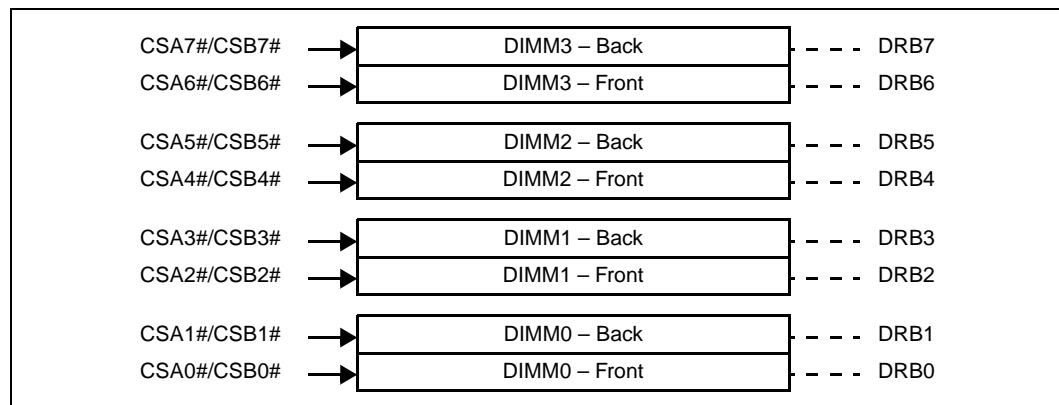 CSA7#/CSB7# DIMM3 – Back DRB7
CSA6#/CSB6# DIMM3 – Front DRB6
CSA5#/CSB5# DIMM2 – Back DRB5
CSA4#/CSB4# DIMM2 – Front DRB4
CSA3#/CSB3# DIMM1 – Back DRB3
CSA2#/CSB2# DIMM1 – Front DRB2
CSA1#/CSB1# DIMM0 – Back DRB1
CSA0#/CSB0# DIMM0 – Front DRB0